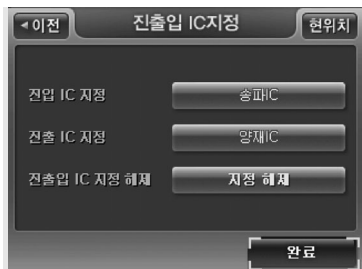 ◄이전 진출입 IC지정 현위치
진입 IC 지정 송파IC
진출 IC 지정 양재IC
진출입 IC 지정 해제 지정 해제
완료